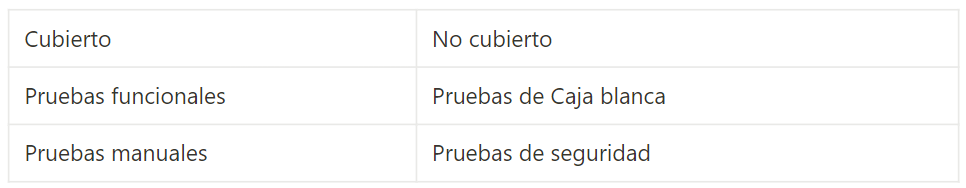 Cubierto
No cubierto
Pruebas funcionales
Pruebas de Caja blanca
Pruebas manuales
Pruebas de seguridad